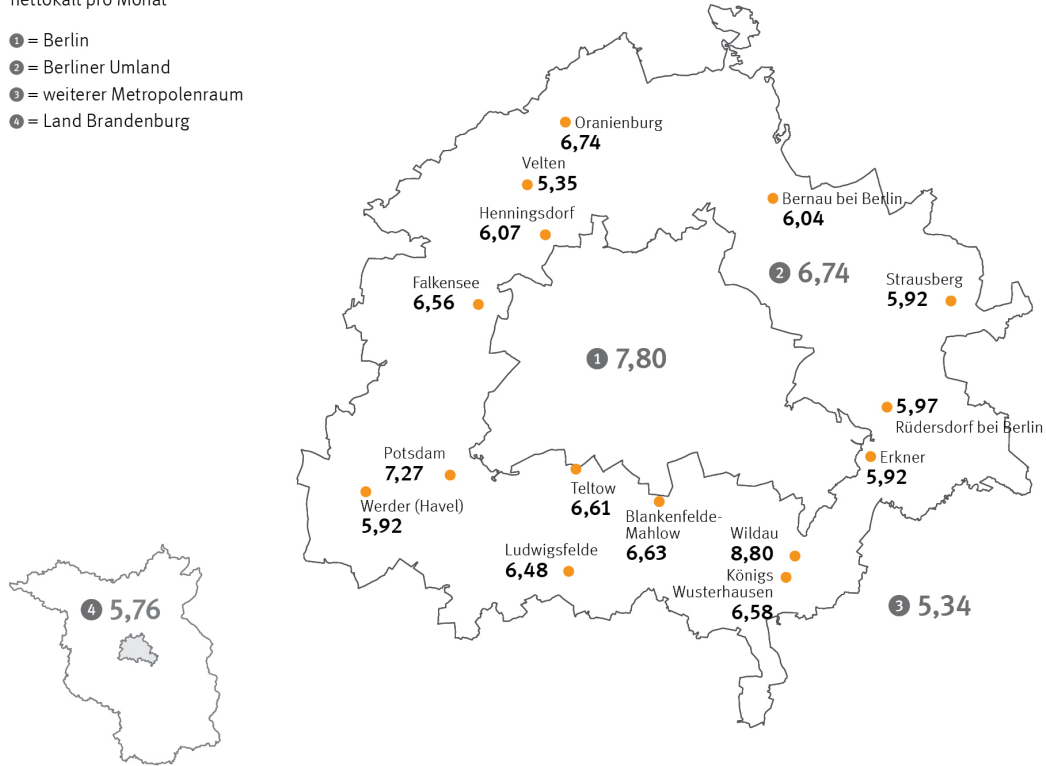 nettokalt pro Monat
1 = Berlin
2 = Berliner Umland
3 = weiterer Metropolenraum
4 = Land Brandenburg
Oranienburg
6,74
Velten
5,35
Henningsdorf
6,07
Bernau bei Berlin
6,04
2 6,74
Falkensee
6,56
Strausberg
5,92
1 7,80
5,97
Rüdersdorf bei Berlin
Potsdam
7,27
Erkner
5,92
Werder (Havel)
5,92
Teltow
6,61
Blankenfelde-
Mahlow
6,63
Wildau
8,80
Ludwigsfelde
6,48
Königs
Wusterhausen
6,58
4 5,76
3 5,34